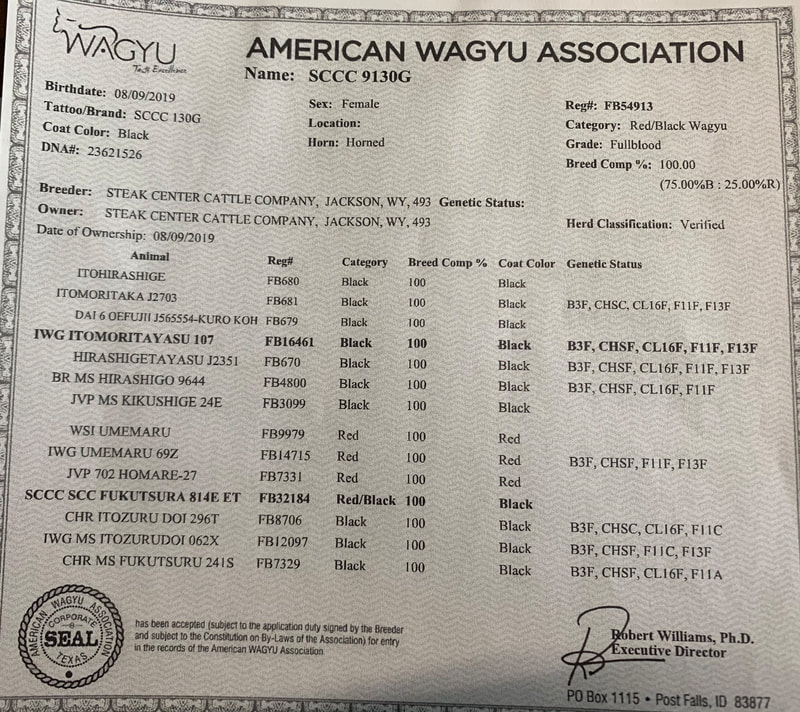 WAGYU
Taste Excellence
AMERICAN WAGYU ASSOCIATION
Name: SCCC 9130G
Birthdate: 08/09/2019
Tattoo/Brand: SCCC 130G
Coat Color: Black
DNA#: 23621526
Sex: Female
Location:
Horn: Horned
Reg#: FB54913
Category: Red/Black Wagyu
Grade: Fullblood
Breed Comp %: 100.00
(75.00%B : 25.00%R)
Breeder: STEAK CENTER CATTLE COMPANY, JACKSON, WY, 493 Genetic Status:
Owner: STEAK CENTER CATTLE COMPANY, JACKSON, WY, 493
Herd Classification: Verified
Date of Ownership: 08/09/2019
Animal Reg# Category Breed Comp % Coat Color Genetic Status
ITOHIRASHIGE FB680 Black 100 Black
ITOMORITAKA J2703 FB681 Black 100 Black B3F, CHSC, CL16F, F11F, F13F
DAI 6 OEFUJII J565554-KURO KOH FB679 Black 100 Black
IWG ITOMORITAYASU 107 FB16461 Black 100 Black B3F, CHSF, CL16F, F11F, F13F
HIRASHIGETAYASU J2351 FB670 Black 100 Black B3F, CHSF, CL16F, F11F, F13F
BR MS HIRASHIGO 9644 FB4800 Black 100 Black B3F, CHSF, CL16F, F11F
JVP MS KIKUSHIGE 24E FB3099 Black 100 Black
WSI UMEMARU FB9979 Red 100 Red
IWG UMEMARU 69Z FB14715 Red 100 Red B3F, CHSF, F11F, F13F
JVP 702 HOMARE-27 FB7331 Red 100 Red
SCCC SCC FUKUTSURA 814E ET FB32184 Red/Black 100 Black
CHR ITOZURU DOI 296T FB8706 Black 100 Black B3F, CHSC, CL16F, F11C
IWG MS ITOZURUDOI 062X FB12097 Black 100 Black B3F, CHSF, F11C, F13F
CHR MS FUKUTSURU 241S FB7329 Black 100 Black B3F, CHSF, CL16F, F11A
AMERICAN WAGYU ASSOCIATION
CORPORATE
SEAL
TEXAS
has been accepted (subject to the application duty signed by the Breeder
and subject to the Constitution on By-Laws of the Association) for entry
in the records of the American WAGYU Association
Robert Williams, Ph.D.
Executive Director
PO Box 1115 • Post Falls, ID 83877